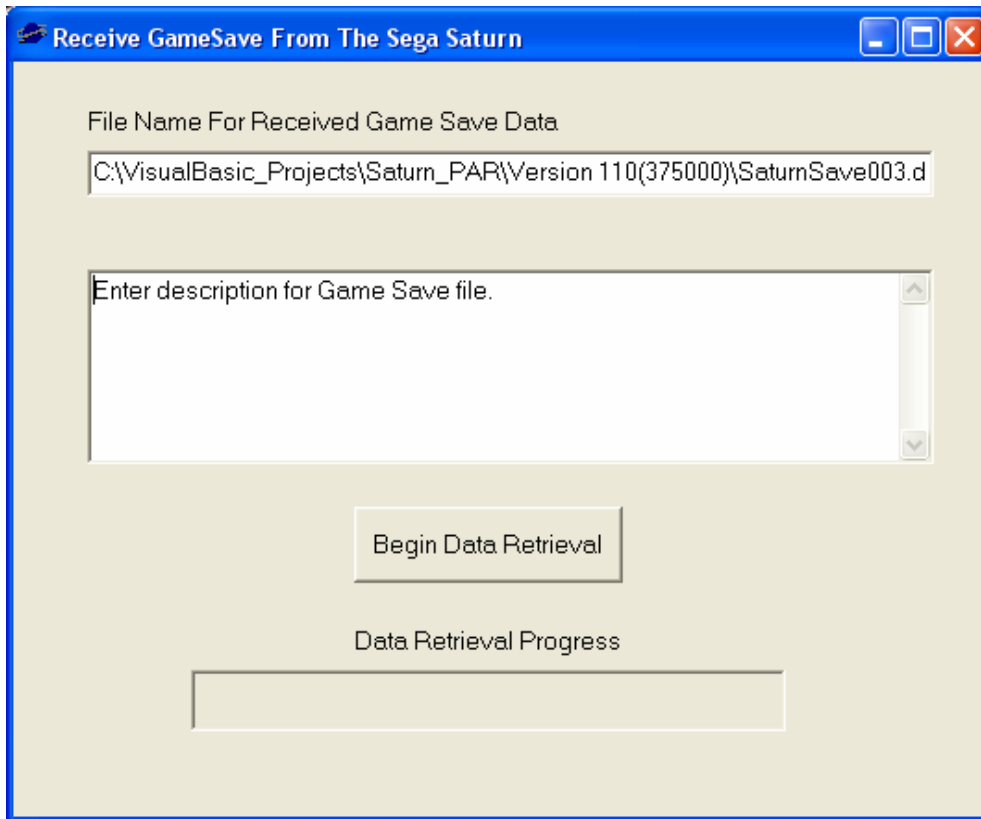 Receive GameSave From The Sega Saturn
File Name For Received Game Save Data
C:\VisualBasic_Projects\Saturn_PAR\Version 110(375000)\SaturnSave003.d
Enter description for Game Save file.
Begin Data Retrieval
Data Retrieval Progress